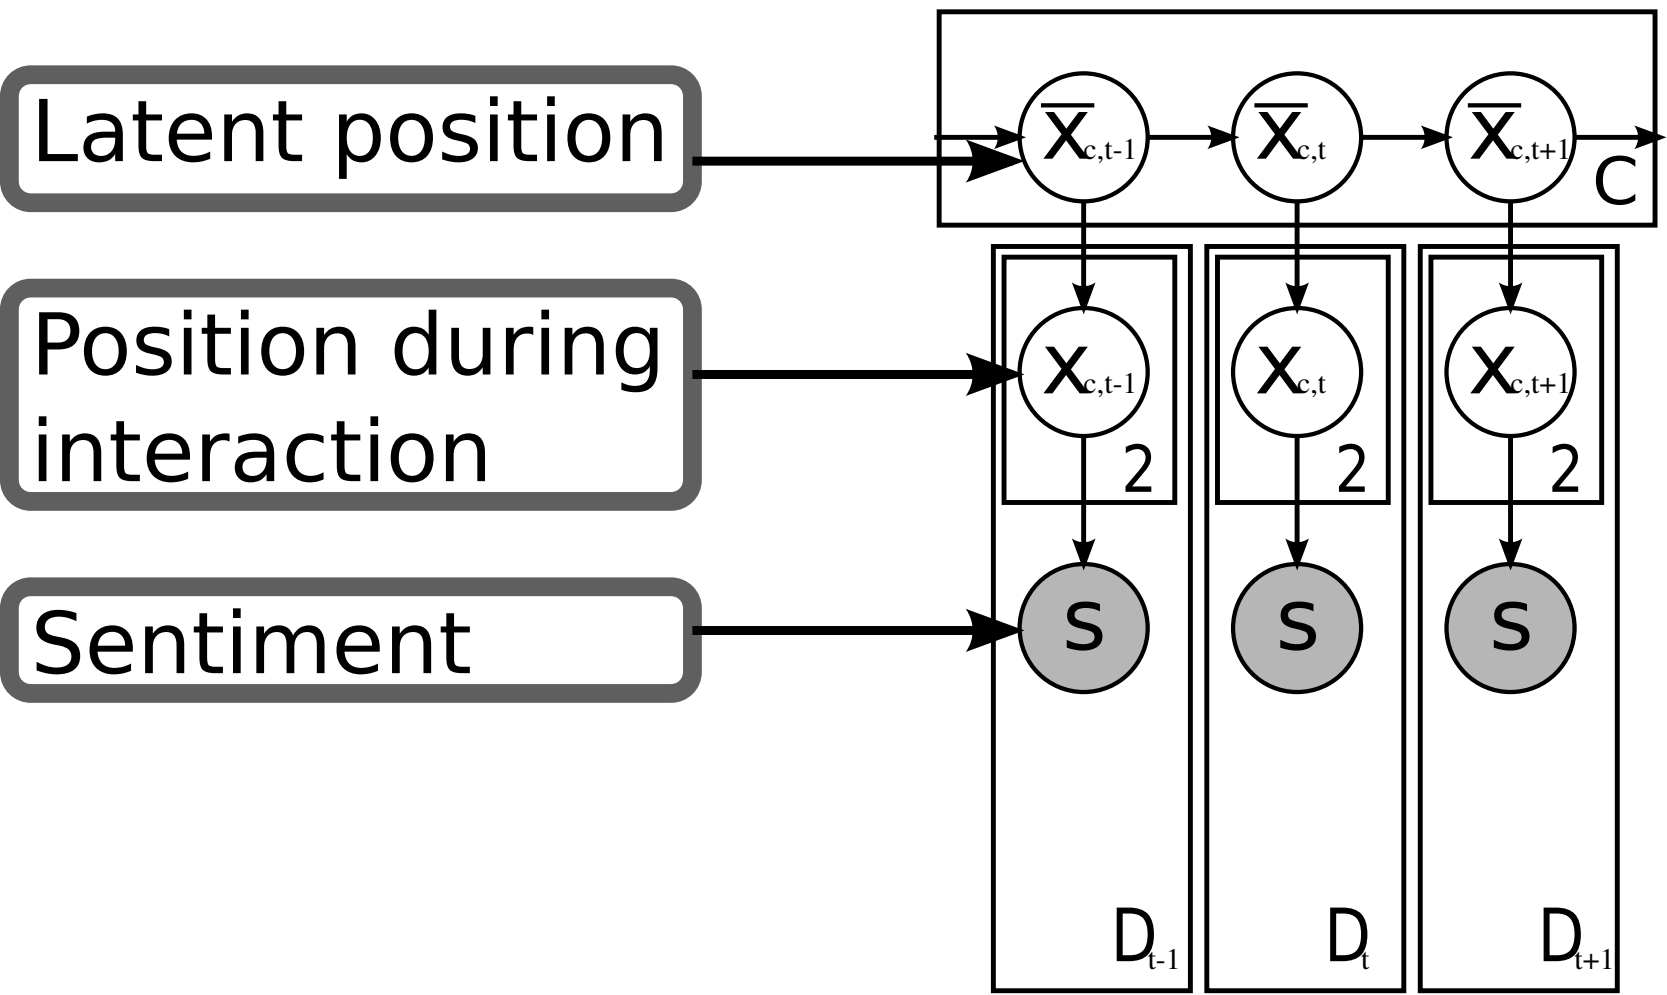 Latent position
x̅c,t-1 x̅c,t x̅c,t+1
C
Position during
interaction
xc,t-1 xc,t xc,t+1
2 2 2
Sentiment
s s s
Dt-1 Dt Dt+1